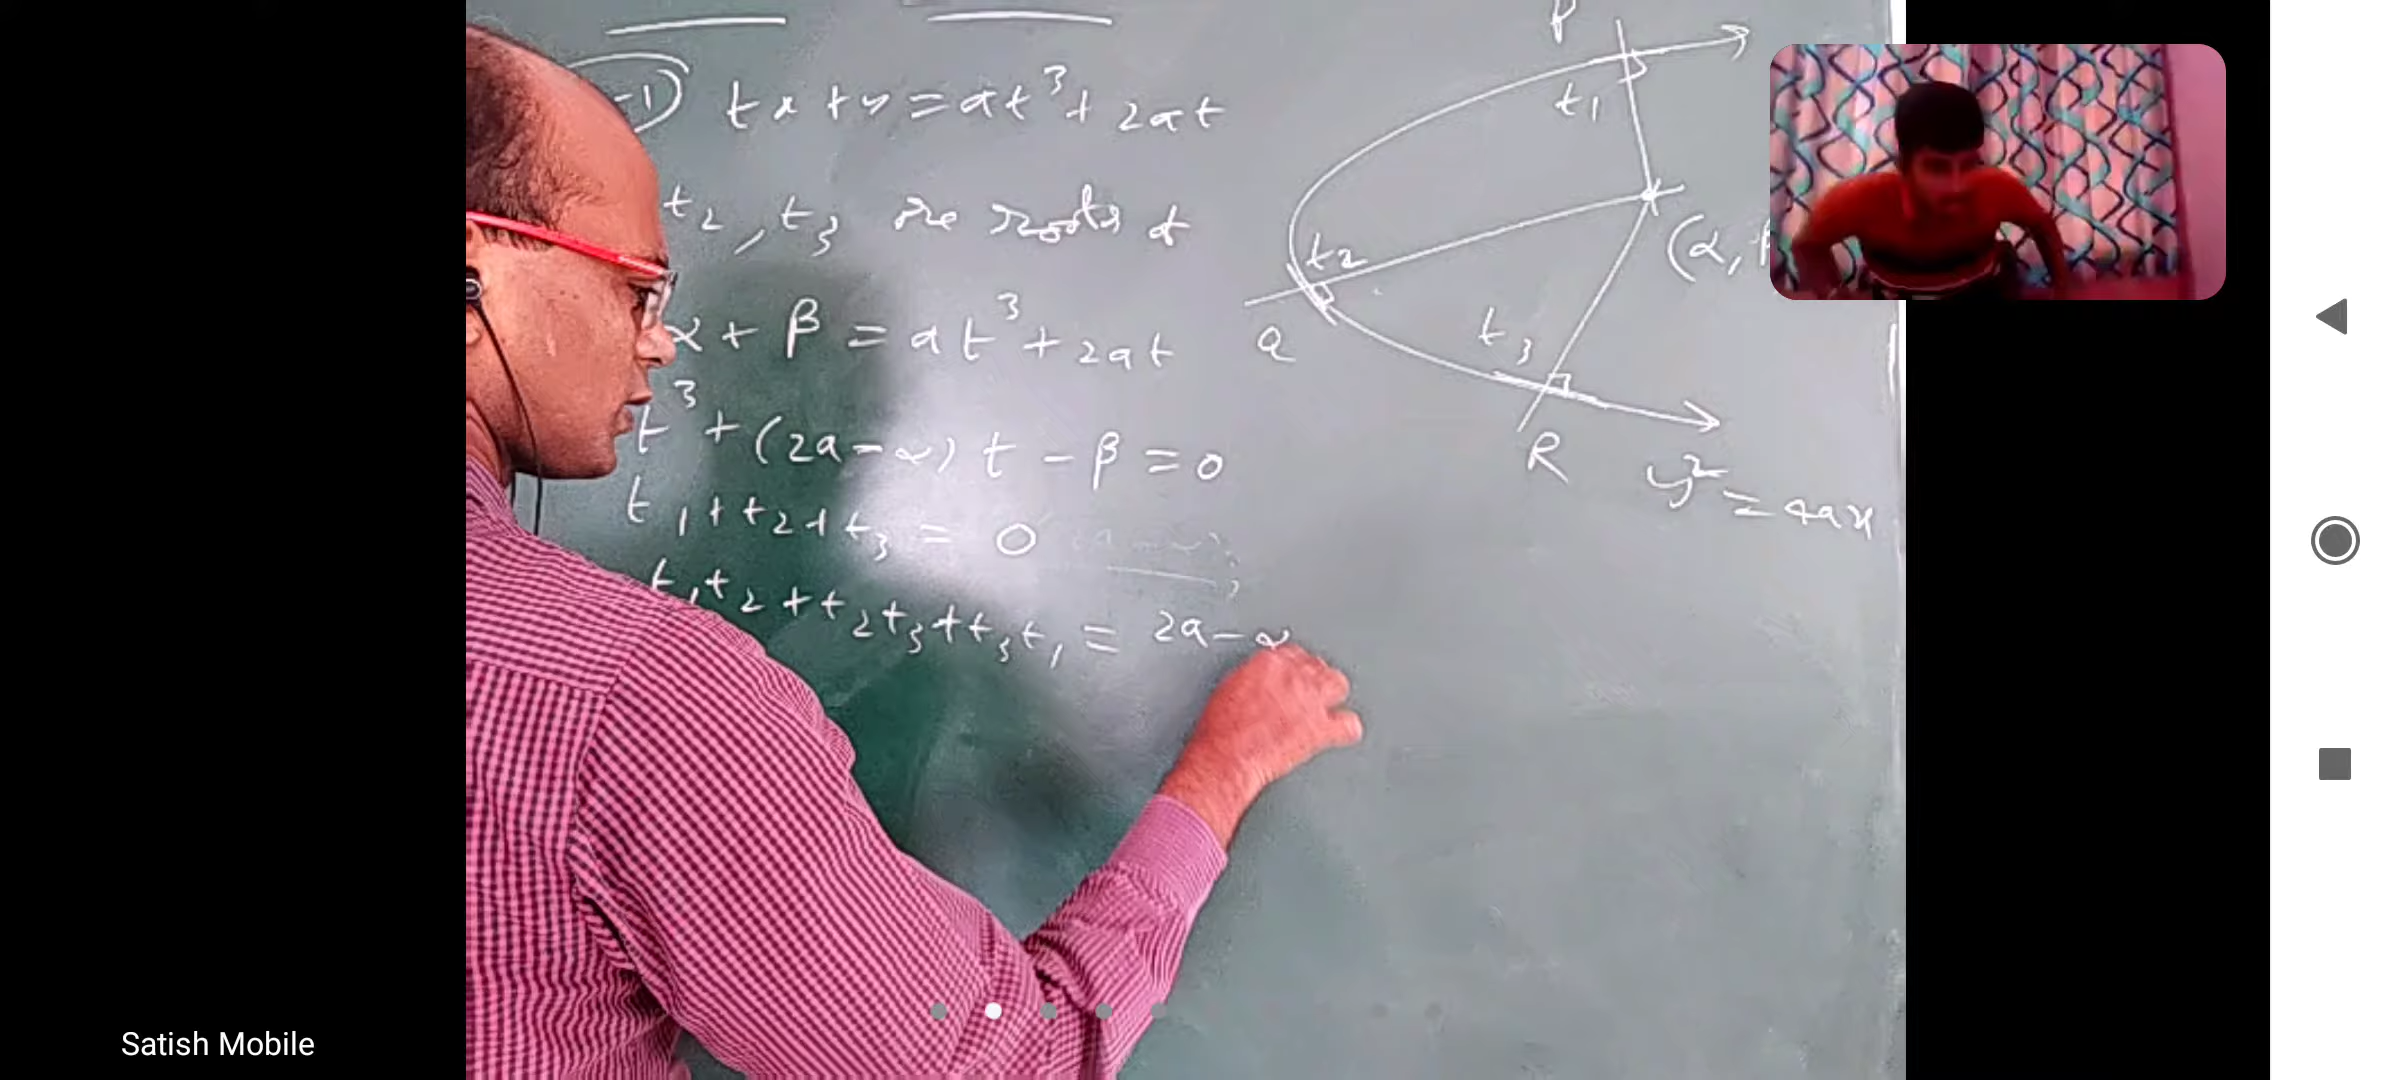 -1) tx + y = at³ + 2at
t₂, t₃ are roots of
α + β = at³ + 2at
t³ + (2a - α) t - β = 0
t₁ + t₂ + t₃ = 0
t₁t₂ + t₂t₃ + t₃t₁ = 2a - α
P
t₁
(α,
t₂
Q
t₃
R
y² = 4ax
Satish Mobile